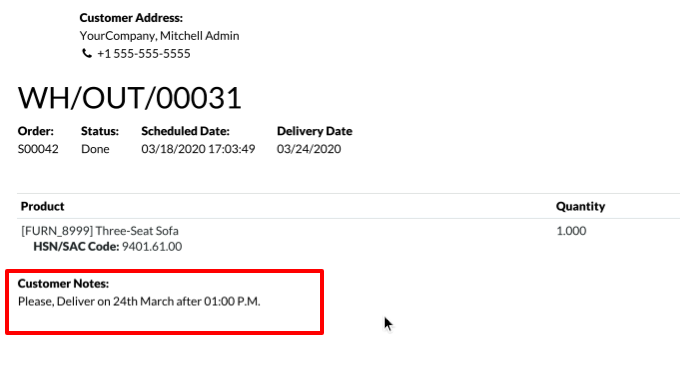 Customer Address:
YourCompany, Mitchell Admin
+1 555-555-5555
WH/OUT/00031
Order: Status: Scheduled Date: Delivery Date
S00042 Done 03/18/2020 17:03:49 03/24/2020
Product Quantity
[FURN_8999] Three-Seat Sofa 1.000
HSN/SAC Code: 9401.61.00
Customer Notes:
Please, Deliver on 24th March after 01:00 P.M.